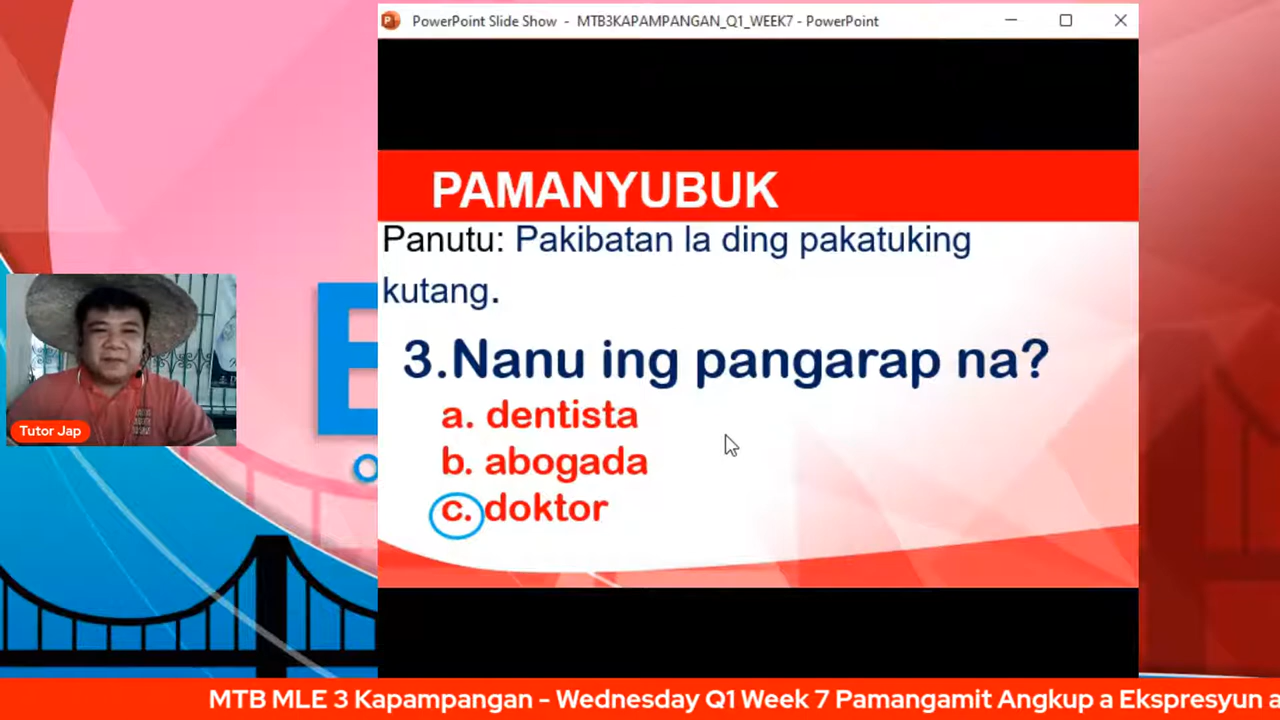 PowerPoint Slide Show - MTB3KAPAMPANGAN_Q1_WEEK7 - PowerPoint
PAMANYUBUK
Panutu: Pakibatan la ding pakatuking
kutang.
3.Nanu ing pangarap na?
a. dentista
b. abogada
c. doktor
Tutor Jap
MTB MLE 3 Kapampangan - Wednesday Q1 Week 7 Pamangamit Angkup a Ekspresyun a